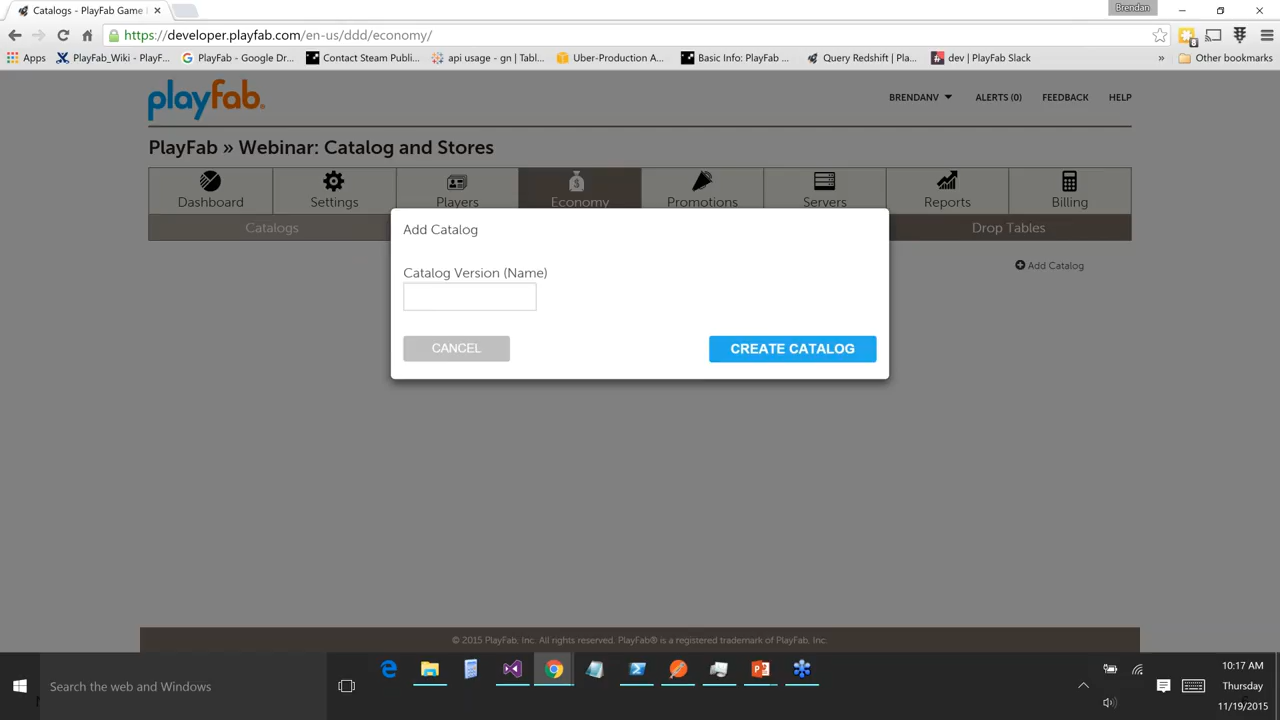 Catalogs - PlayFab Game
Brendan
https://developer.playfab.com/en-us/ddd/economy/
Apps PlayFab_Wiki - PlayF... PlayFab - Google Dr... Contact Steam Publi... api usage - gn | Tabl... Uber-Production A... Basic Info: PlayFab ... Query Redshift | Pla... dev | PlayFab Slack » Other bookmarks
playfab
BRENDANV ALERTS (0) FEEDBACK HELP
PlayFab » Webinar: Catalog and Stores
Dashboard Settings Players Economy Promotions Servers Reports Billing
Catalogs Drop Tables
Add Catalog
Add Catalog
Catalog Version (Name)
CANCEL CREATE CATALOG
© 2015 PlayFab, Inc. All rights reserved. PlayFab® is a registered trademark of PlayFab, Inc.
Search the web and Windows
10:17 AM
Thursday
11/19/2015